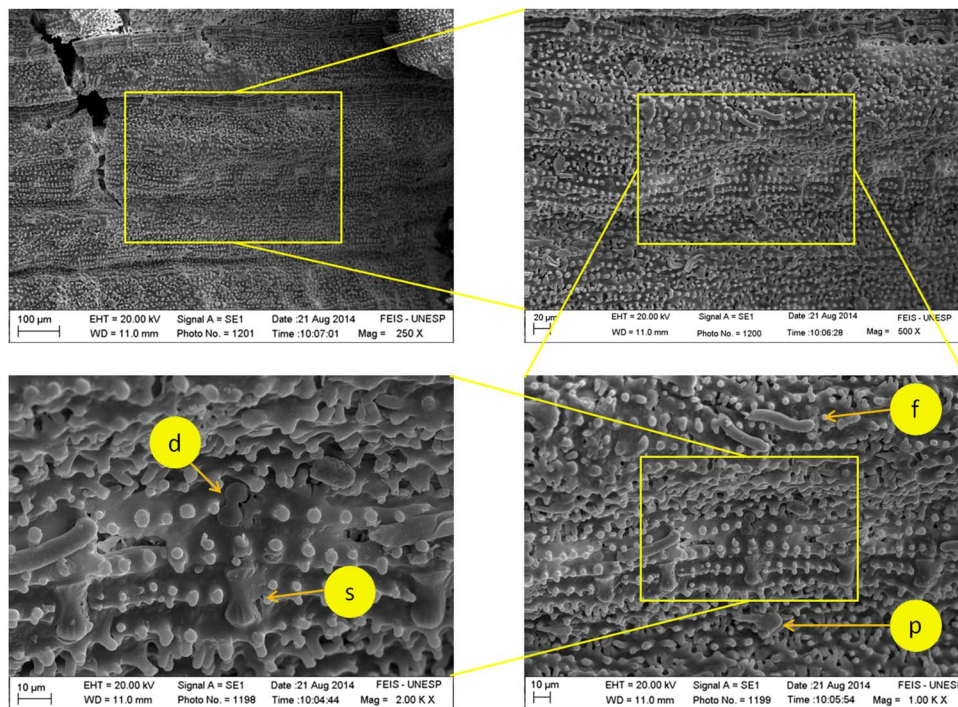 100 µm EHT = 20.00 kV Signal A = SE1 Date :21 Aug 2014 FEIS - UNESP
WD = 11.0 mm Photo No. = 1201 Time :10:07:01 Mag = 250 X
20 µm EHT = 20.00 kV Signal A = SE1 Date :21 Aug 2014 FEIS - UNESP
WD = 11.0 mm Photo No. = 1200 Time :10:06:28 Mag = 500 X
d
s
10 µm EHT = 20.00 kV Signal A = SE1 Date :21 Aug 2014 FEIS - UNESP
WD = 11.0 mm Photo No. = 1198 Time :10:04:44 Mag = 2.00 K X
f
p
10 µm EHT = 20.00 kV Signal A = SE1 Date :21 Aug 2014 FEIS - UNESP
WD = 11.0 mm Photo No. = 1199 Time :10:05:54 Mag = 1.00 K X